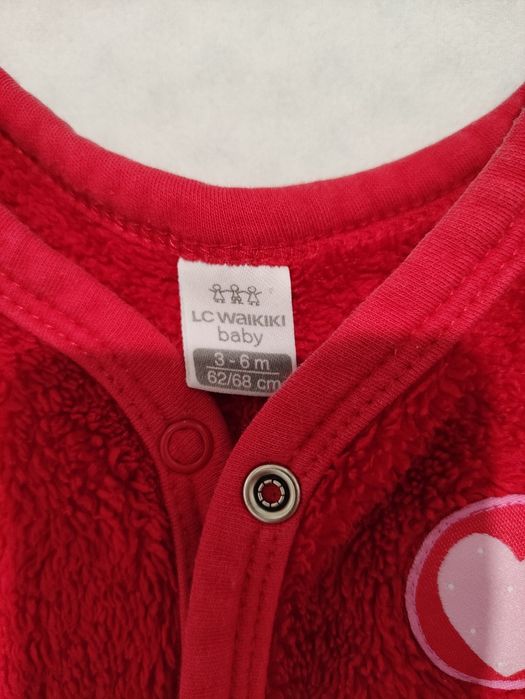 LC WAIKIKI
baby
3 - 6 m
62/68 cm